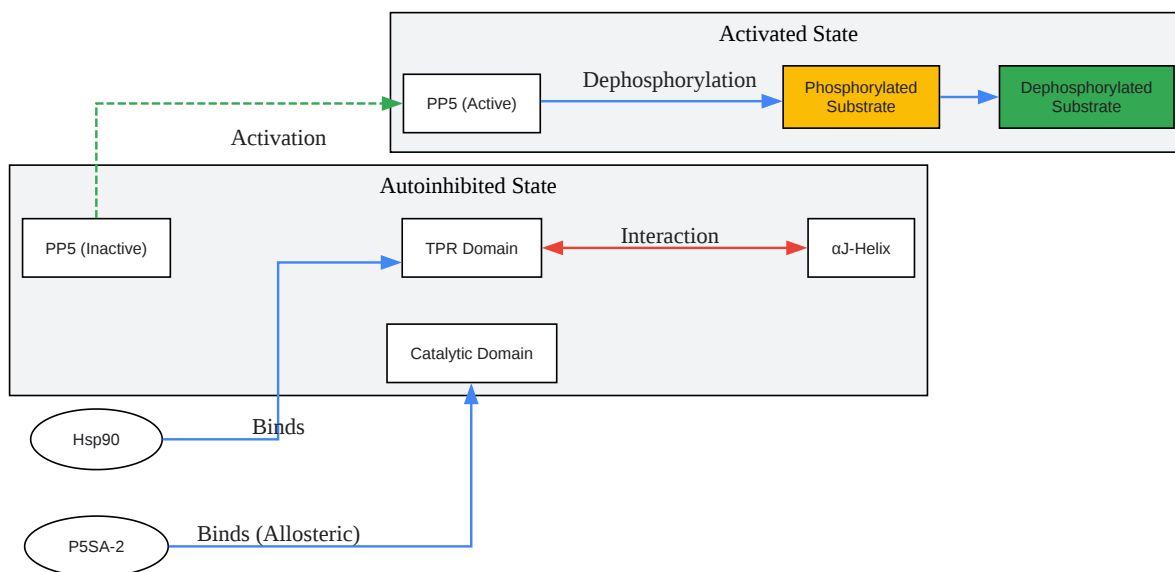 Activated State
PP5 (Active)
Dephosphorylation
Phosphorylated
Substrate
Dephosphorylated
Substrate
Activation
Autoinhibited State
PP5 (Inactive)
TPR Domain
Interaction
αJ-Helix
Catalytic Domain
Hsp90
Binds
P5SA-2
Binds (Allosteric)